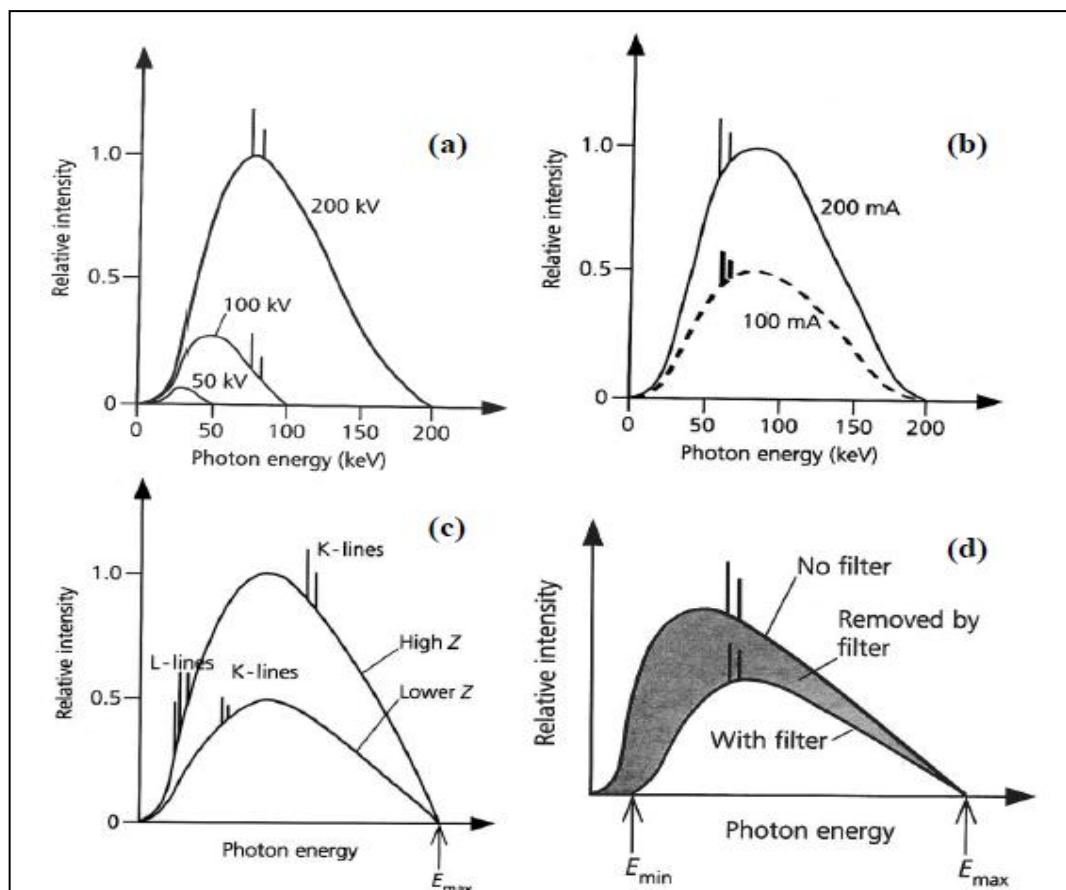 (a)
Relative intensity
1.0
0.5
0
200 kV
100 kV
50 kV
0 50 100 150 200
Photon energy (keV)
(b)
Relative intensity
1.0
0.5
0
200 mA
100 mA
0 50 100 150 200
Photon energy (keV)
(c)
Relative intensity
1.0
0.5
0
K-lines
L-lines
K-lines
High Z
Lower Z
Photon energy
Emax
(d)
Relative intensity
No filter
Removed by
filter
With filter
Photon energy
Emin
Emax